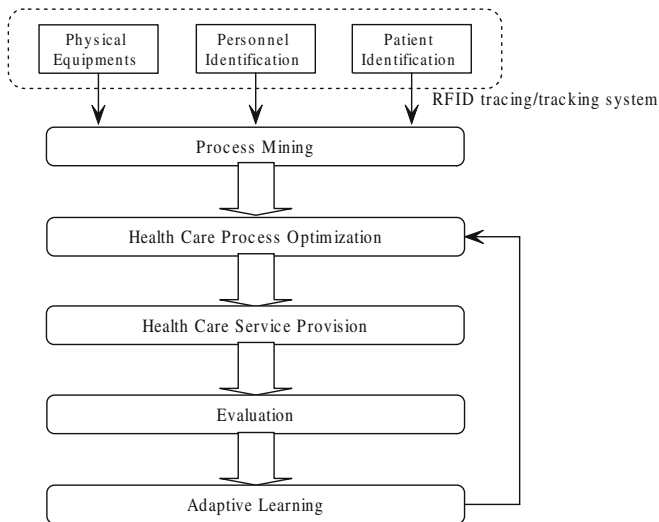 Physical
Equipments
Personnel
Identification
Patient
Identification
RFID tracing/tracking system
Process Mining
Health Care Process Optimization
Health Care Service Provision
Evaluation
Adaptive Learning